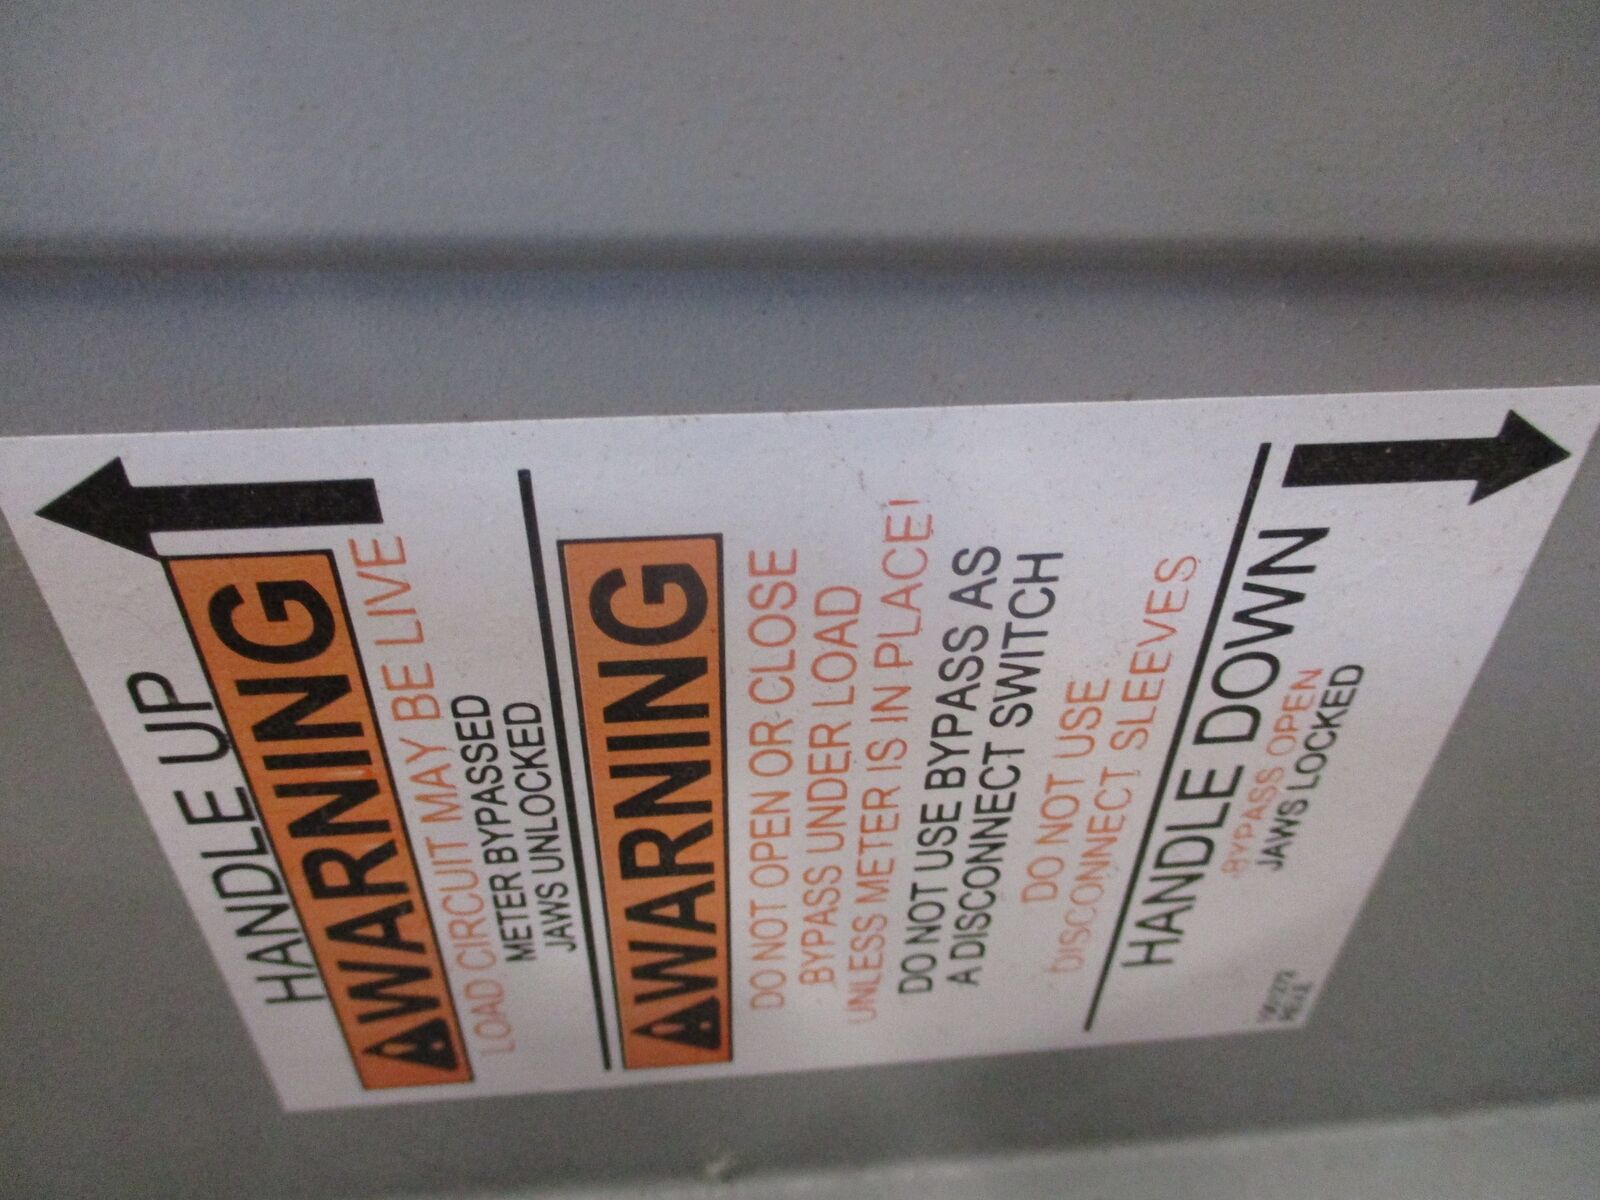 HANDLE UP
WARNING
LOAD CIRCUIT MAY BE LIVE
METER BYPASSED
JAWS UNLOCKED
WARNING
DO NOT OPEN OR CLOSE
BYPASS UNDER LOAD
UNLESS METER IS IN PLACE!
DO NOT USE BYPASS AS
A DISCONNECT SWITCH
DO NOT USE
DISCONNECT SLEEVES
HANDLE DOWN
BYPASS OPEN
JAWS LOCKED